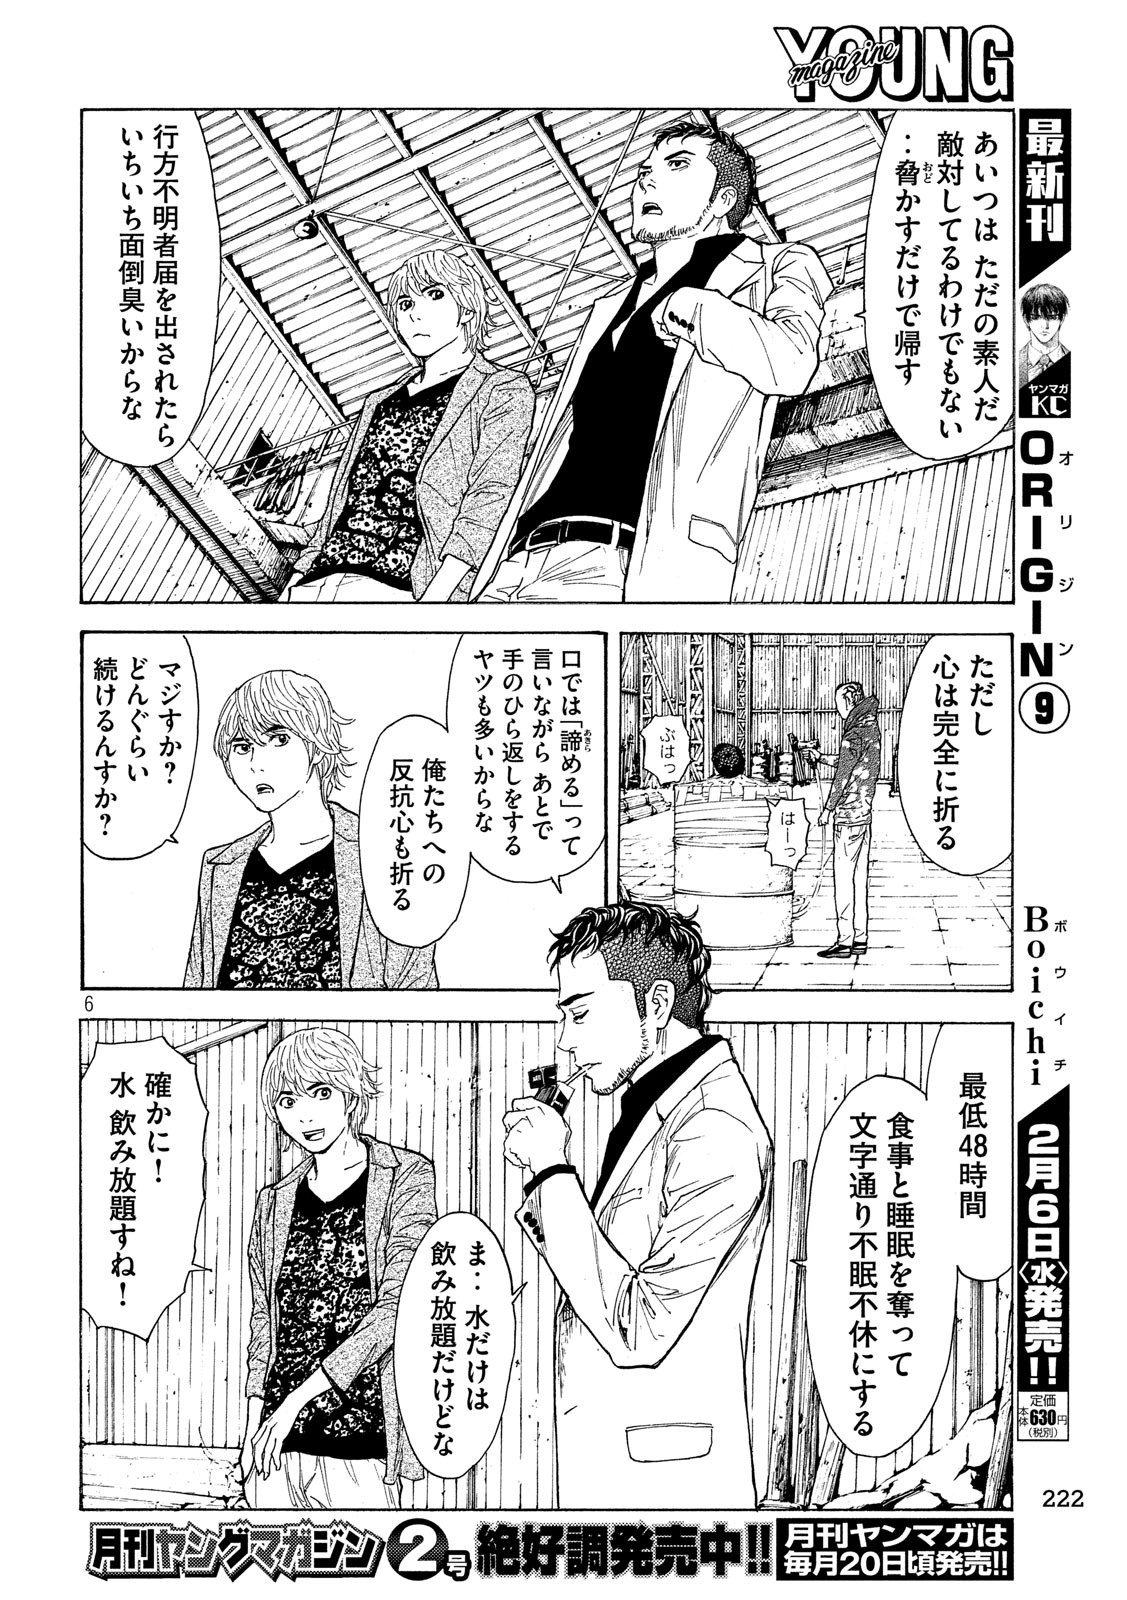 YOUNG
magazine
あいつは ただの素人だ
敵対してるわけでもない
‥脅かすだけで帰す
おど
行方不明者届を出されたら
いちいち面倒臭いからな
ただし
心は完全に折る
ぷはっ
はーっ
口では「諦める」って
あきら
言いながら あとで
手のひら返しをする
ヤツも多いからな
俺たちへの
反抗心も折る
マジすか?
どんぐらい
続けるんすか?
6
最低48時間
食事と睡眠を奪って
文字通り不眠不休にする
ま‥ 水だけは
飲み放題だけどな
確かに!
水 飲み放題すね!
最新刊
ヤンマガ
KC
ORIGIN⑨
オリジン
Boichi
ボウイチ
2月6日〈水〉発売!!
定価
本体630円
(税別)
222
月刊ヤングマガジン2号 絶好調発売中!!
月刊ヤンマガは
毎月20日頃発売!!